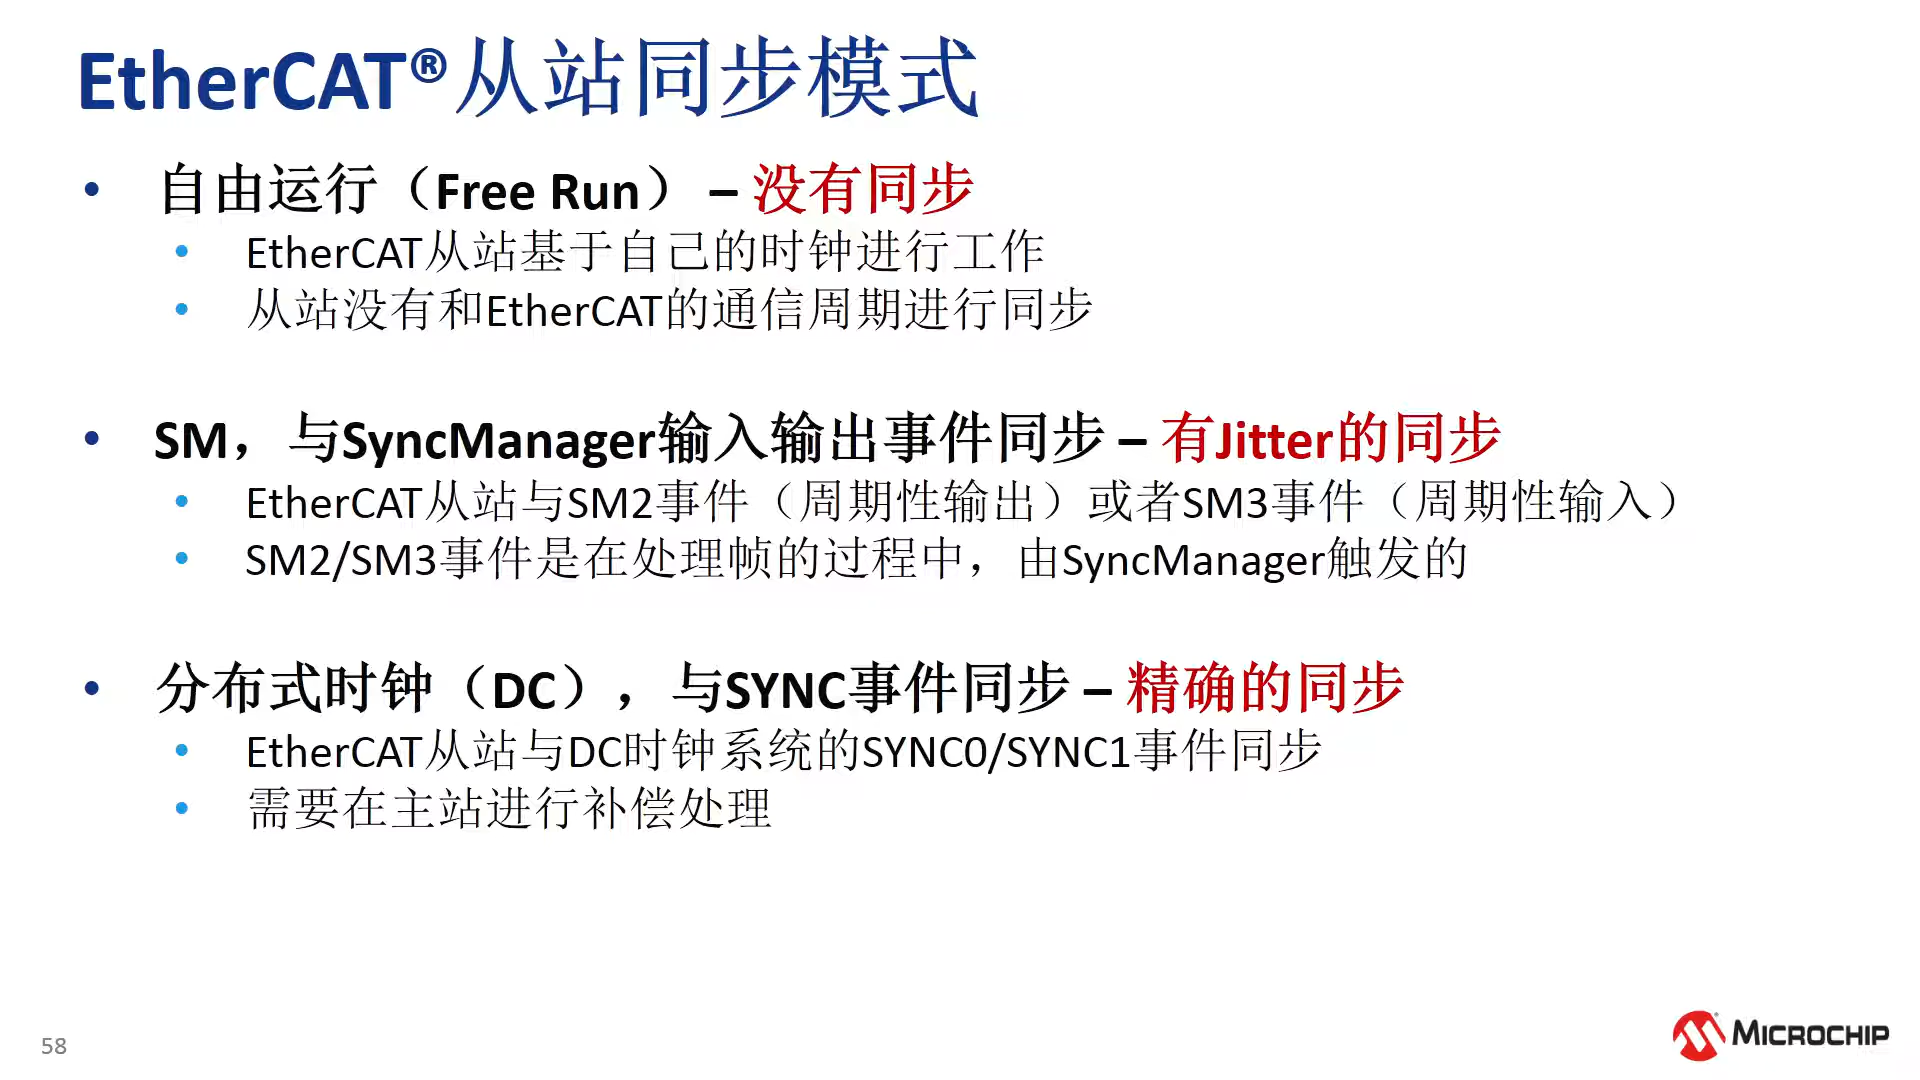 EtherCAT®从站同步模式
• 自由运行（Free Run） – 没有同步
• EtherCAT从站基于自己的时钟进行工作
• 从站没有和EtherCAT的通信周期进行同步
• SM，与SyncManager输入输出事件同步 – 有Jitter的同步
• EtherCAT从站与SM2事件（周期性输出）或者SM3事件（周期性输入）
• SM2/SM3事件是在处理帧的过程中，由SyncManager触发的
• 分布式时钟（DC），与SYNC事件同步 – 精确的同步
• EtherCAT从站与DC时钟系统的SYNC0/SYNC1事件同步
• 需要在主站进行补偿处理
58
MICROCHIP